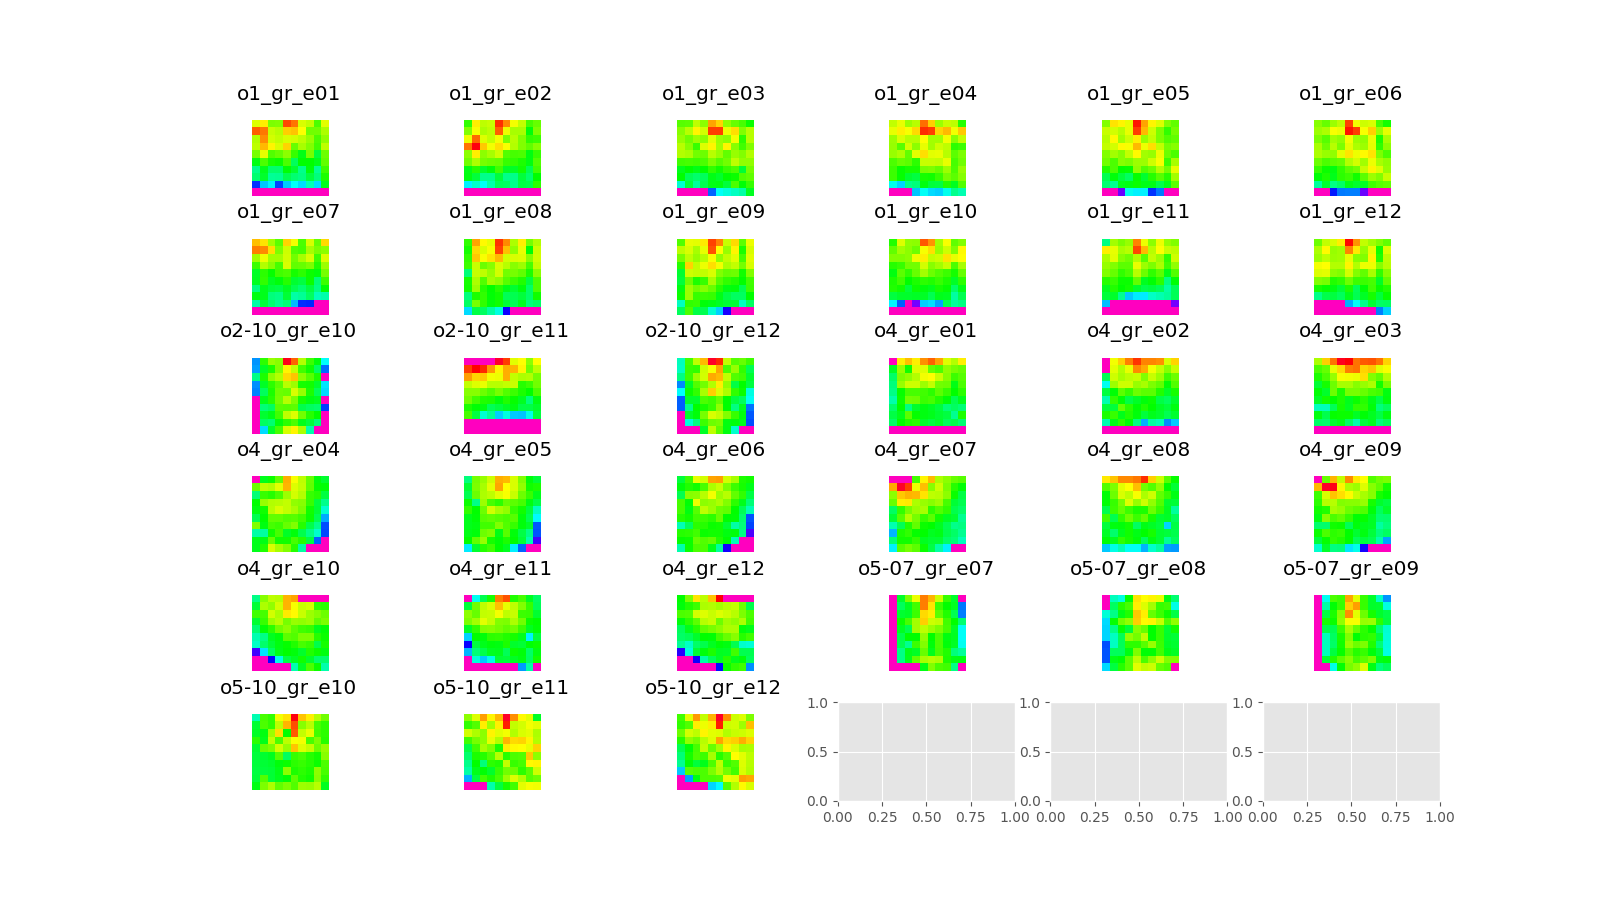 o1_gr_e01 o1_gr_e02 o1_gr_e03 o1_gr_e04 o1_gr_e05 o1_gr_e06
o1_gr_e07 o1_gr_e08 o1_gr_e09 o1_gr_e10 o1_gr_e11 o1_gr_e12
o2-10_gr_e10 o2-10_gr_e11 o2-10_gr_e12 o4_gr_e01 o4_gr_e02 o4_gr_e03
o4_gr_e04 o4_gr_e05 o4_gr_e06 o4_gr_e07 o4_gr_e08 o4_gr_e09
o4_gr_e10 o4_gr_e11 o4_gr_e12 o5-07_gr_e07 o5-07_gr_e08 o5-07_gr_e09
o5-10_gr_e10 o5-10_gr_e11 o5-10_gr_e12
1.0 1.0 1.0
0.5 0.5 0.5
0.0 0.0 0.0
0.00 0.25 0.50 0.75 1.00 0.00 0.25 0.50 0.75 1.00 0.00 0.25 0.50 0.75 1.00